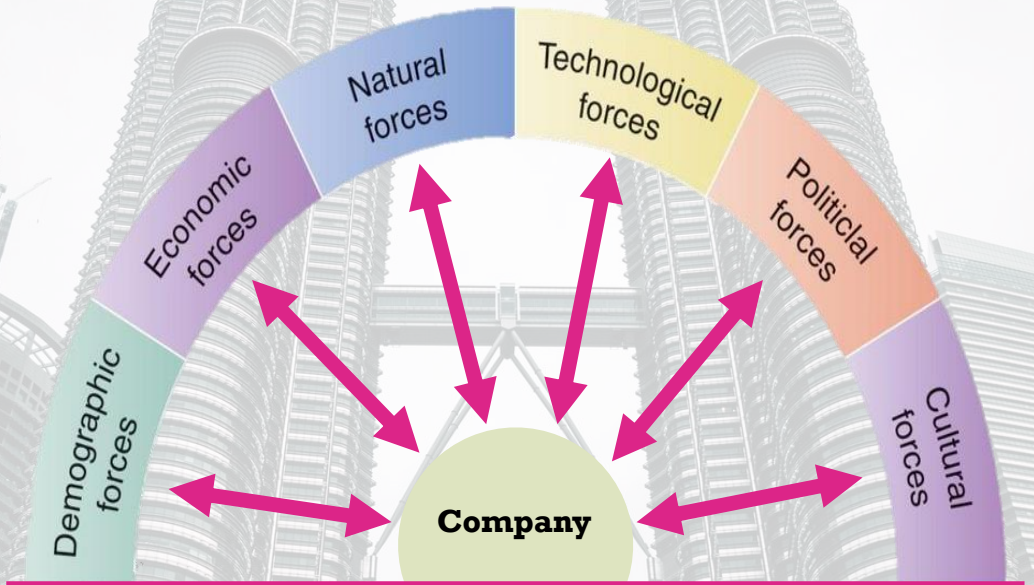 Demographic
forces
Economic
forces
Natural
forces
Technological
forces
Politiclal
forces
Cultural
forces
Company